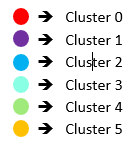 ➔ Cluster 0
➔ Cluster 1
➔ Cluster 2
➔ Cluster 3
➔ Cluster 4
➔ Cluster 5